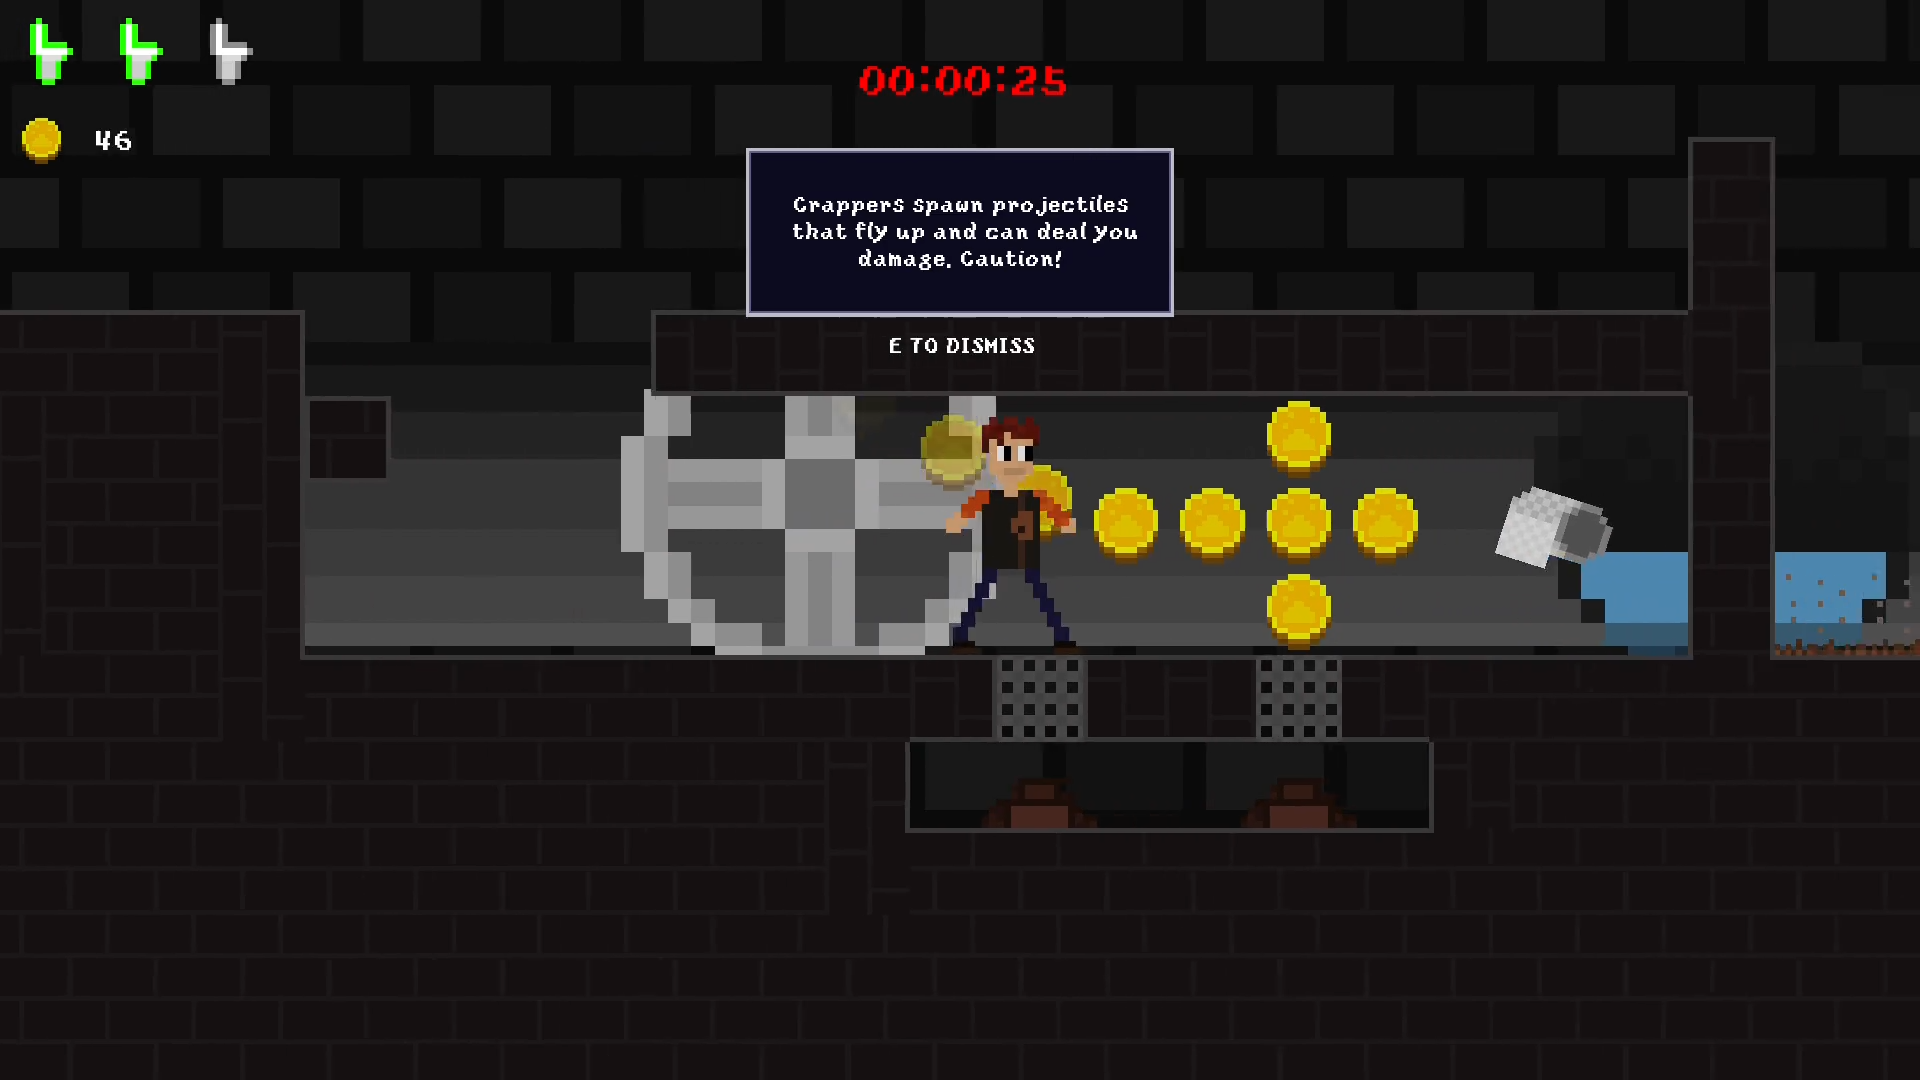 00:00:25
46
Crappers spawn projectiles
that fly up and can deal you
damage. Caution!
E TO DISMISS